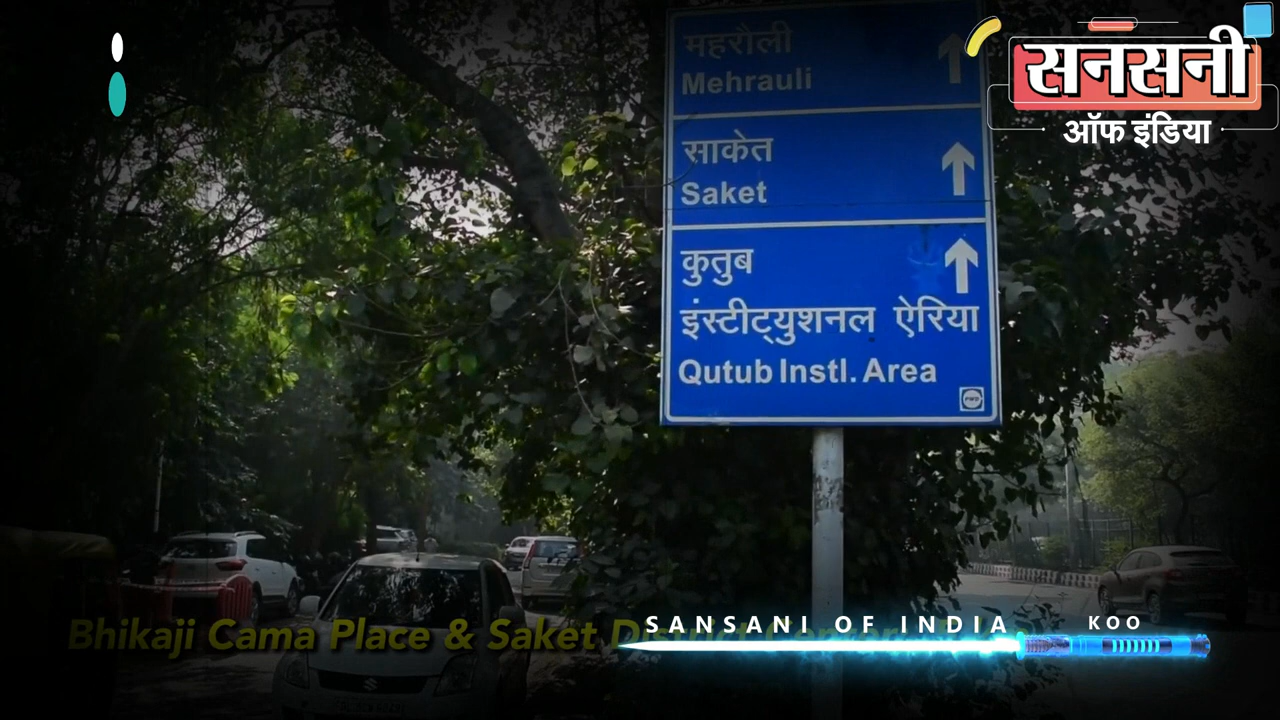 महरौली
Mehrauli
साकेत
Saket
कुतुब
इंस्टीट्युशनल ऐरिया
Qutub Instl. Area
PWD
सनसनी
ऑफ इंडिया
SANSANI OF INDIA KOO
Bhikaji Cama Place & Saket District